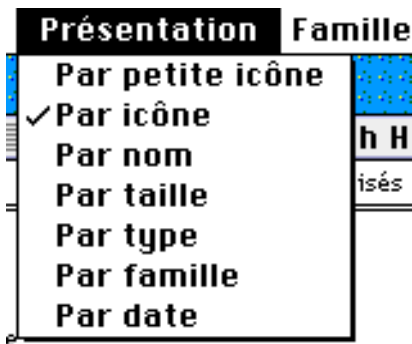 Présentation Famille
Par petite icône
✓Par icône
h H
Par nom
isés
Par taille
Par type
Par famille
Par date